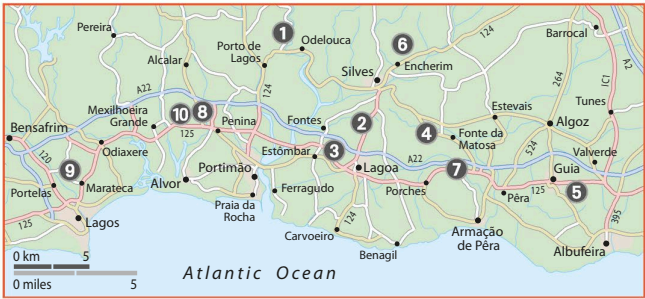 Pereira
1
Odelouca
6
124
Barrocal
Porto de
Lagos
Alcalar
Encherim
Silves
264
IC1
A2
A22
124
Mexilhoeira
Grande
10
8
125
Penina
Fontes
2
4
Estevais
Algoz
Tunes
Bensafrim
Odiaxere
Fonte da
Matosa
524
Estômbar
3
Lagoa
A22
7
Valverde
Guia
120
9
Portelas
Marateca
Alvor
Portimão
Ferragudo
Porches
Pêra
125
5
Praia da
Rocha
125
Lagos
Carvoeiro
124
Benagil
Armação
de Pêra
395
Albufeira
0 km
5
0 miles
5
Atlantic Ocean